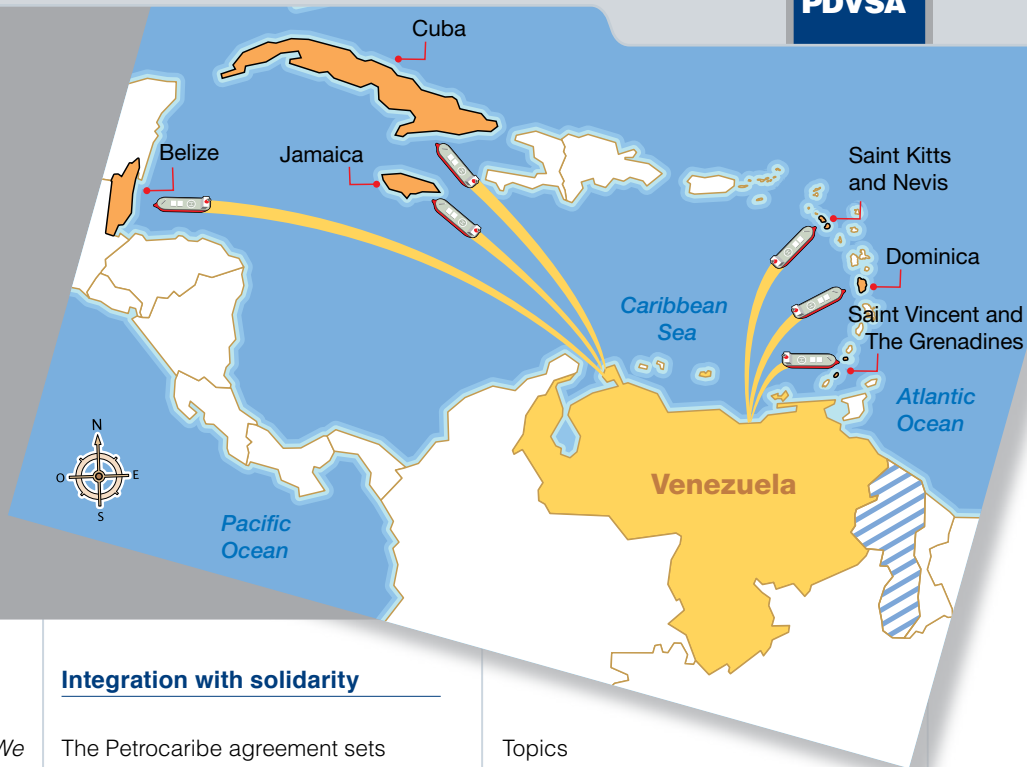 PDVSA
Cuba
Belize
Jamaica
Saint Kitts
and Nevis
Dominica
Caribbean
Sea
Saint Vincent and
The Grenadines
Atlantic
Ocean
N
O
E
S
Venezuela
Pacific
Ocean
Integration with solidarity
We
The Petrocaribe agreement sets
Topics